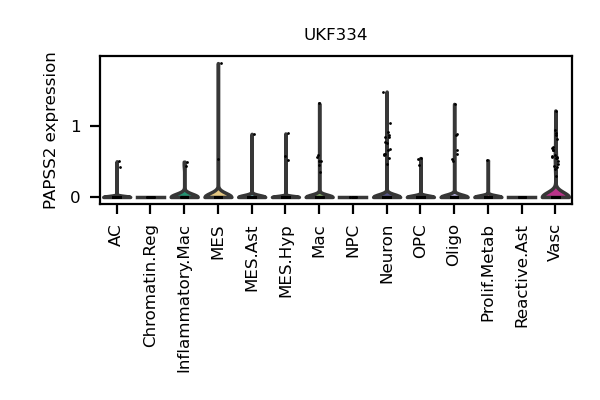 UKF334
PAPSS2 expression
1
0
AC
Chromatin.Reg
Inflammatory.Mac
MES
MES.Ast
MES.Hyp
Mac
NPC
Neuron
OPC
Oligo
Prolif.Metab
Reactive.Ast
Vasc